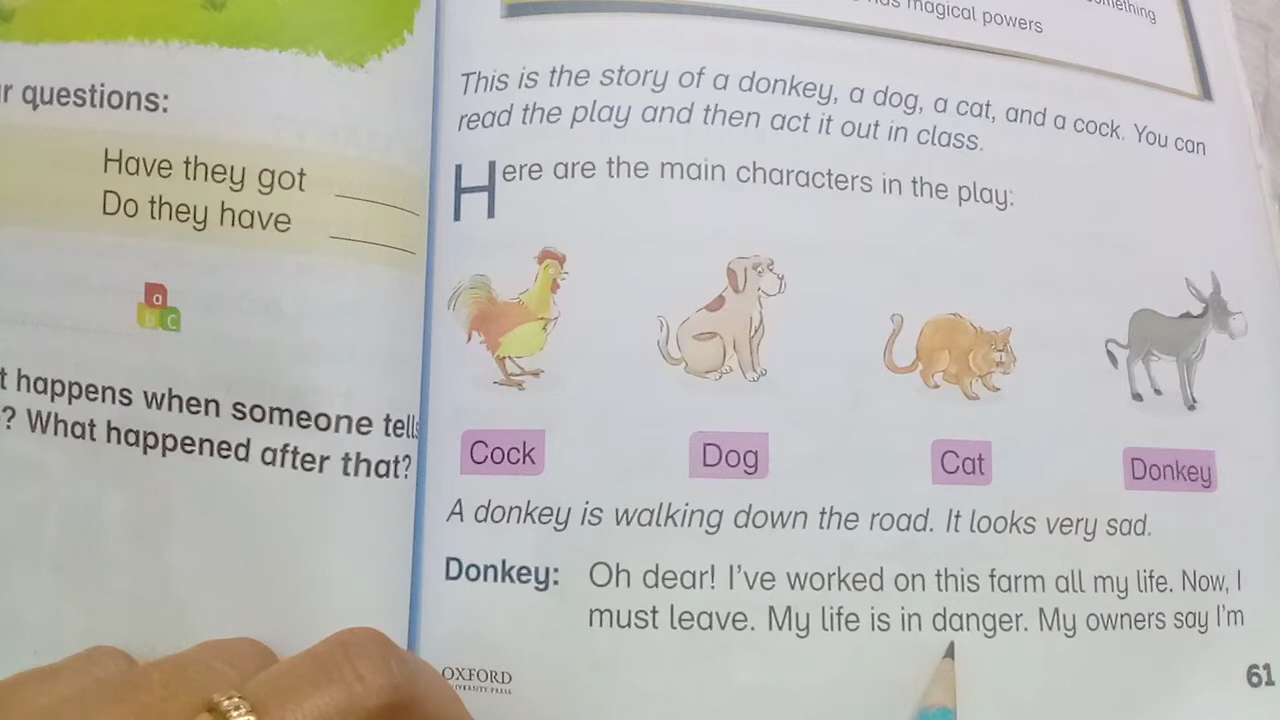 r questions:
Have they got
Do they have
a
b C
t happens when someone tells
? What happened after that?
something
magical powers
This is the story of a donkey, a dog, a cat, and a cock. You can
read the play and then act it out in class.
Here are the main characters in the play:
Cock Dog Cat Donkey
A donkey is walking down the road. It looks very sad.
Donkey: Oh dear! I've worked on this farm all my life. Now, I
must leave. My life is in danger. My owners say I'm
OXFORD
UNIVERSITY PRESS
61